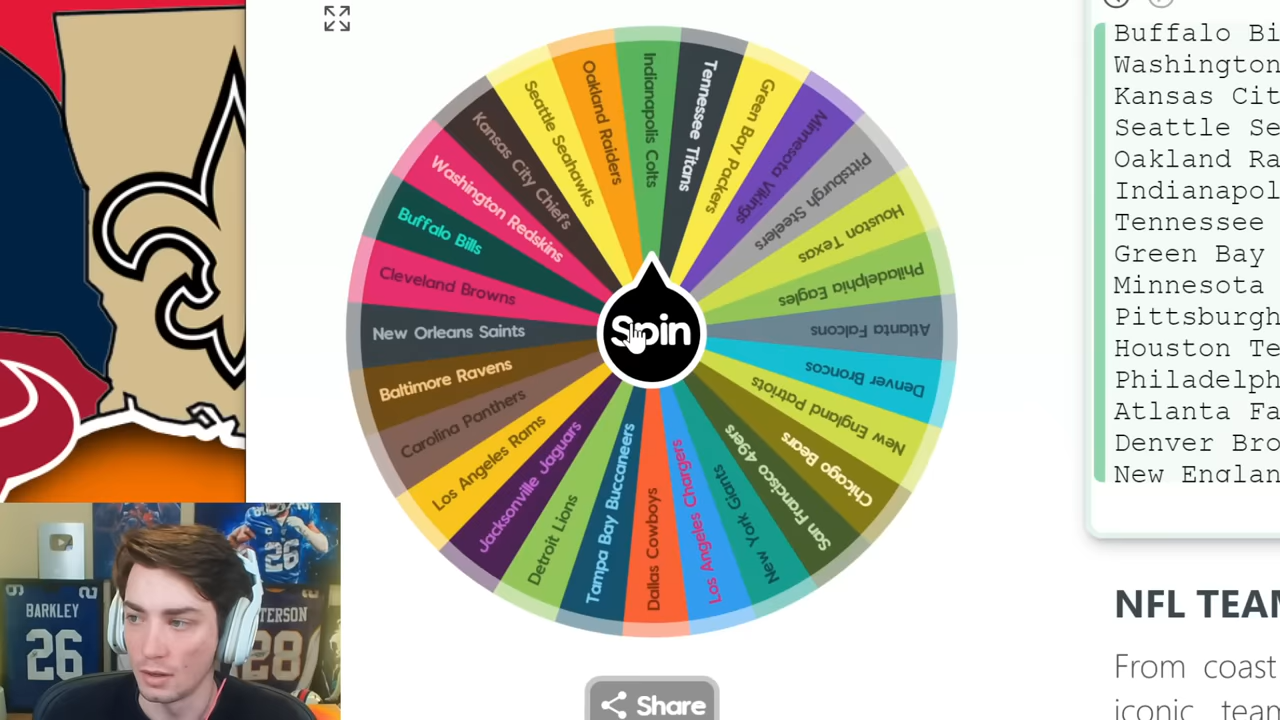 Indianapolis Colts
Tennessee Titans
Green Bay Packers
Minnesota Vikings
Pittsburgh Steelers
Houston Texas
Philadelphia Eagles
Atlanta Falcons
Denver Broncos
New England Patriots
Chicago Bears
San Francisco 49ers
New York Giants
Los Angeles Chargers
Dallas Cowboys
Tampa Bay Buccaneers
Detroit Lions
Jacksonville Jaguars
Los Angeles Rams
Carolina Panthers
Baltimore Ravens
New Orleans Saints
Cleveland Browns
Buffalo Bills
Washington Redskins
Kansas City Chiefs
Seattle Seahawks
Oakland Raiders
Spin
Share
Buffalo Bi
Washington
Kansas Cit
Seattle Se
Oakland Ra
Indianapol
Tennessee
Green Bay
Minnesota
Pittsburgh
Houston Te
Philadelph
Atlanta Fa
Denver Bro
New Englan
NFL TEAM
From coast
iconic team
BARKLEY
26
26
TERSON
28